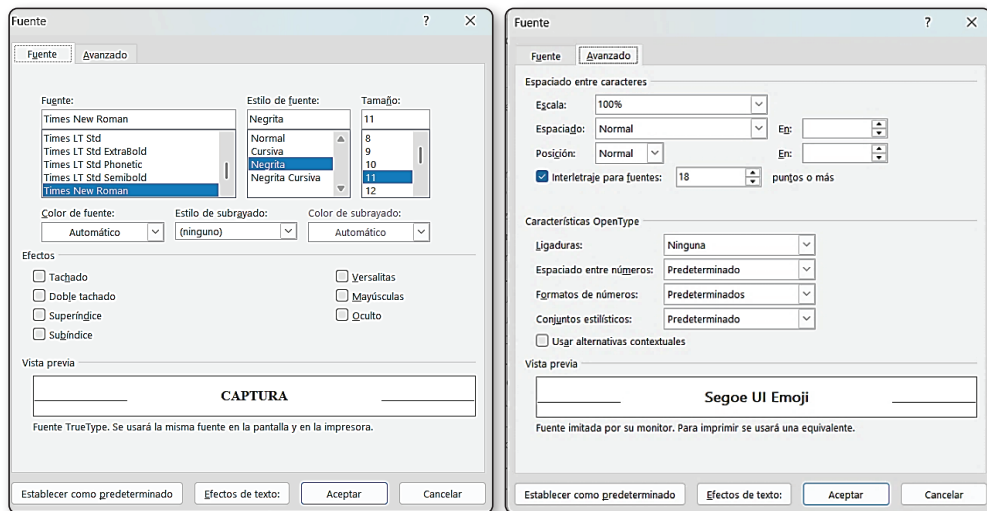 Fuente ? X
Fuente Avanzado
Fuente: Estilo de fuente: Tamaño:
Times New Roman Negrita 11
Times LT Std Normal 8
Times LT Std ExtraBold Cursiva 9
Times LT Std Phonetic Negrita 10
Times LT Std Semibold Negrita Cursiva 11
Times New Roman 12
Color de fuente: Estilo de subrayado: Color de subrayado:
Automático (ninguno) Automático
Efectos
Tachado Versalitas
Doble tachado Mayúsculas
Superíndice Oculto
Subíndice
Vista previa
CAPTURA
Fuente TrueType. Se usará la misma fuente en la pantalla y en la impresora.
Establecer como predeterminado Efectos de texto: Aceptar Cancelar
Fuente ? X
Fuente Avanzado
Espaciado entre caracteres
Escala: 100%
Espaciado: Normal En:
Posición: Normal En:
Interletraje para fuentes: 18 puntos o más
Características OpenType
Ligaduras: Ninguna
Espaciado entre números: Predeterminado
Formatos de números: Predeterminados
Conjuntos estilísticos: Predeterminado
Usar alternativas contextuales
Vista previa
Segoe UI Emoji
Fuente imitada por su monitor. Para imprimir se usará una equivalente.
Establecer como predeterminado Efectos de texto: Aceptar Cancelar